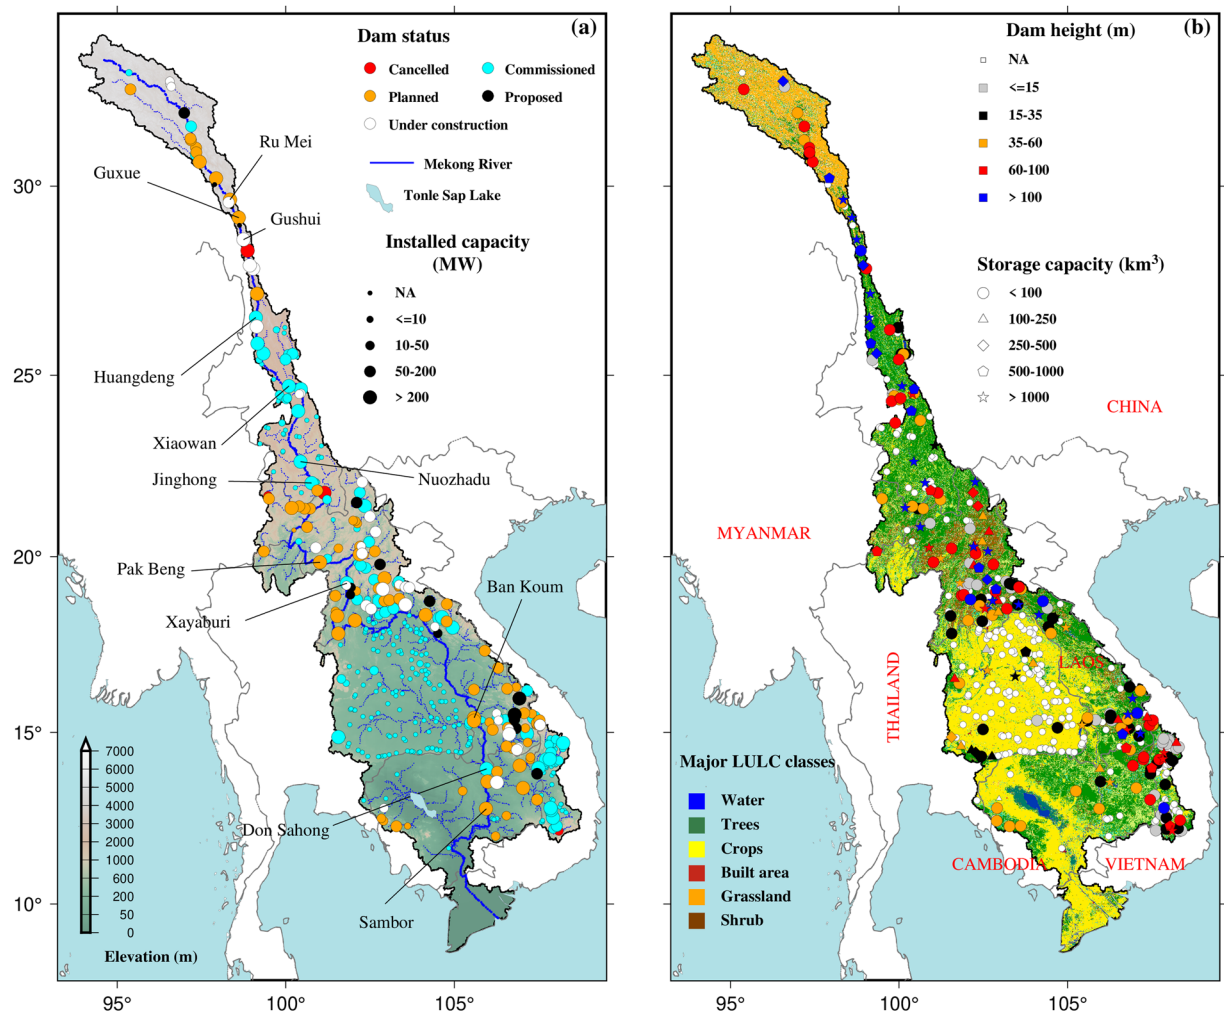 (a)
Dam status
Cancelled
Commissioned
Planned
Proposed
Under construction
Mekong River
Tonle Sap Lake
Installed capacity
(MW)
NA
<=10
10-50
50-200
> 200
Ru Mei
Guxue
Gushui
Huangdeng
Xiaowan
Jinghong
Nuozhadu
Pak Beng
Ban Koum
Xayaburi
Don Sahong
Sambor
7000
6000
5000
4000
3000
2000
1000
600
200
50
0
Elevation (m)
30°
25°
20°
15°
10°
95°
100°
105°
(b)
Dam height (m)
NA
<=15
15-35
35-60
60-100
> 100
Storage capacity (km³)
< 100
100-250
250-500
500-1000
> 1000
CHINA
MYANMAR
LAOS
THAILAND
CAMBODIA
VIETNAM
Major LULC classes
Water
Trees
Crops
Built area
Grassland
Shrub
95°
100°
105°